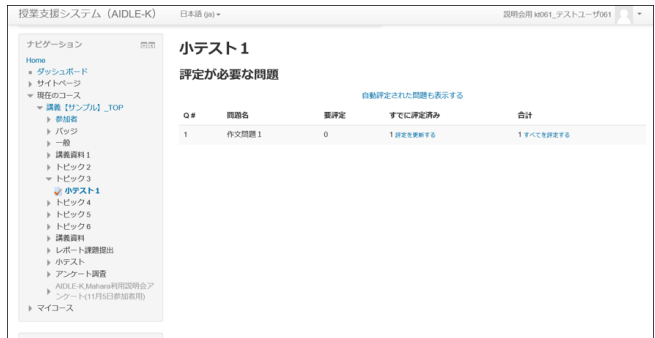 授業支援システム（AIDLE-K）
日本語 (ja)
説明会用 kt061_テストユーザ061
ナビゲーション
Home
ダッシュボード
サイトページ
現在のコース
講義【サンプル】_TOP
参加者
バッジ
一般
講義資料1
トピック2
トピック3
小テスト1
トピック4
トピック5
トピック6
講義資料
レポート課題提出
小テスト
アンケート調査
AIDLE-K,Mahara利用説明会ア
ンケート(11月5日参加者用)
マイコース
小テスト1
評定が必要な問題
自動評定された問題も表示する
Q # 問題名 要評定 すでに評定済み 合計
1 作文問題1 0 1 評定を更新する 1 すべてを評定する